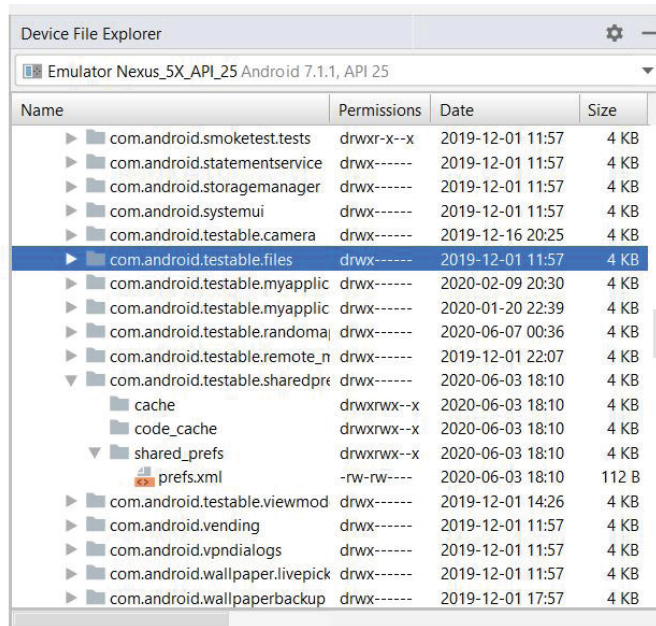 Device File Explorer
Emulator Nexus_5X_API_25 Android 7.1.1, API 25
Name Permissions Date Size
com.android.smoketest.tests drwxr-x--x 2019-12-01 11:57 4 KB
com.android.statementservice drwx------ 2019-12-01 11:57 4 KB
com.android.storagemanager drwx------ 2019-12-01 11:57 4 KB
com.android.systemui drwx------ 2019-12-01 11:57 4 KB
com.android.testable.camera drwx------ 2019-12-16 20:25 4 KB
com.android.testable.files drwx------ 2019-12-01 11:57 4 KB
com.android.testable.myapplic drwx------ 2020-02-09 20:30 4 KB
com.android.testable.myapplic drwx------ 2020-01-20 22:39 4 KB
com.android.testable.randomap drwx------ 2020-06-07 00:36 4 KB
com.android.testable.remote_m drwx------ 2019-12-01 22:07 4 KB
com.android.testable.sharedpre drwx------ 2020-06-03 18:10 4 KB
cache drwxrwx--x 2020-06-03 18:10 4 KB
code_cache drwxrwx--x 2020-06-03 18:10 4 KB
shared_prefs drwxrwx--x 2020-06-03 18:10 4 KB
prefs.xml -rw-rw---- 2020-06-03 18:10 112 B
com.android.testable.viewmod drwx------ 2019-12-01 14:26 4 KB
com.android.vending drwx------ 2019-12-01 11:57 4 KB
com.android.vpndialogs drwx------ 2019-12-01 11:57 4 KB
com.android.wallpaper.livepick drwx------ 2019-12-01 11:57 4 KB
com.android.wallpaperbackup drwx------ 2019-12-01 17:57 4 KB